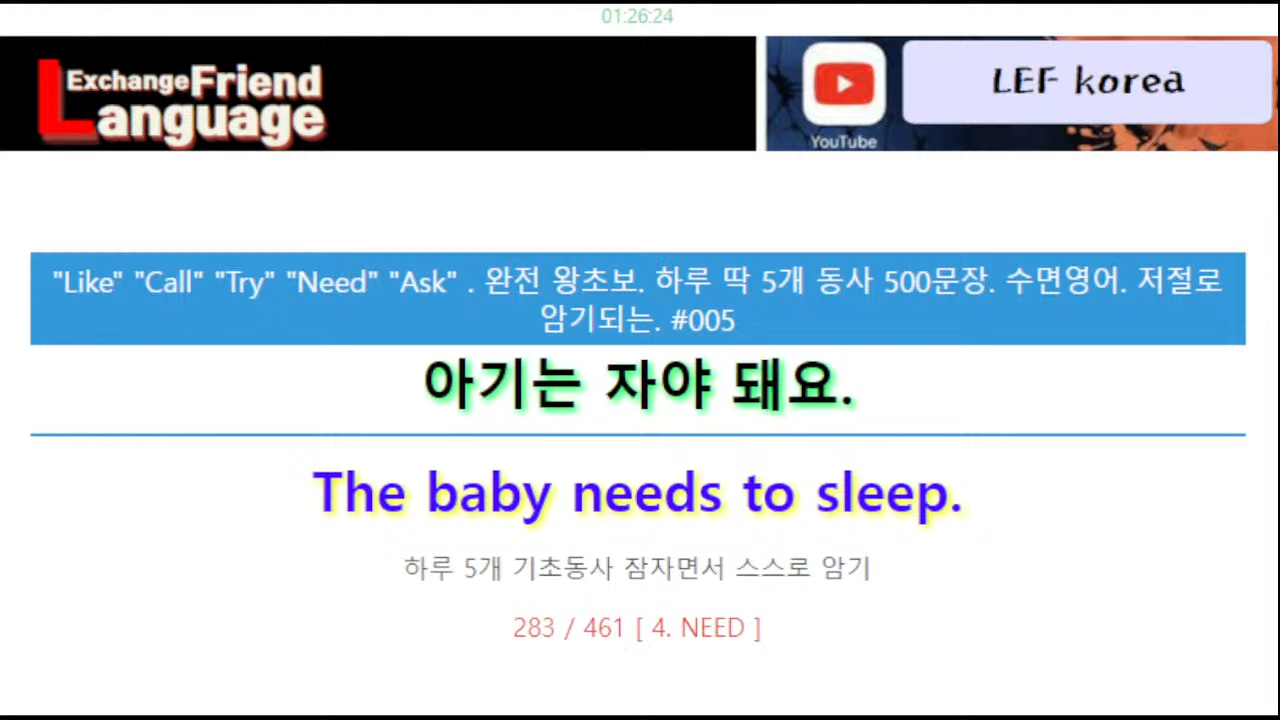 01:26:24
Exchange Friend
Language
LEF korea
YouTube
"Like" "Call" "Try" "Need" "Ask" . 완전 왕초보. 하루 딱 5개 동사 500문장. 수면영어. 저절로
암기되는. #005
아기는 자야 돼요.
The baby needs to sleep.
하루 5개 기초동사 잠자면서 스스로 암기
283 / 461 [ 4. NEED ]